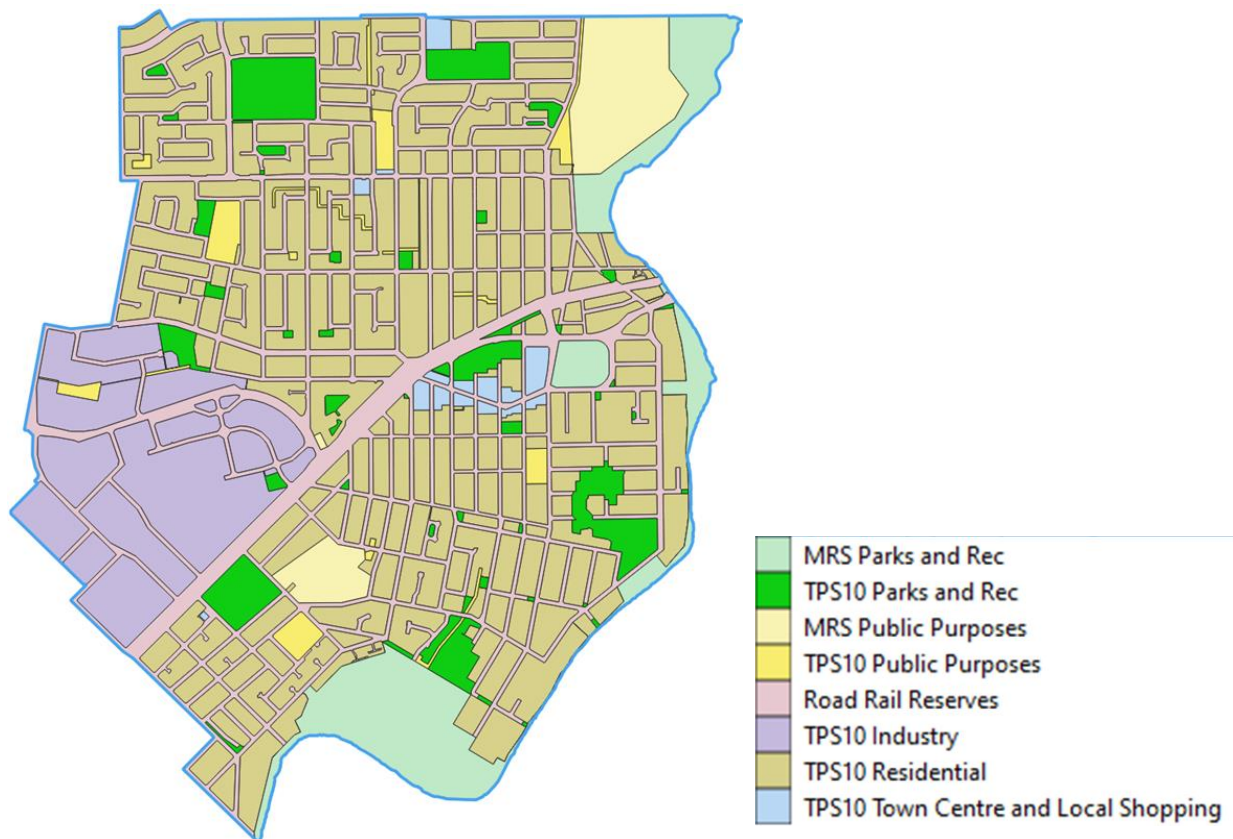 MRS Parks and Rec
TPS10 Parks and Rec
MRS Public Purposes
TPS10 Public Purposes
Road Rail Reserves
TPS10 Industry
TPS10 Residential
TPS10 Town Centre and Local Shopping